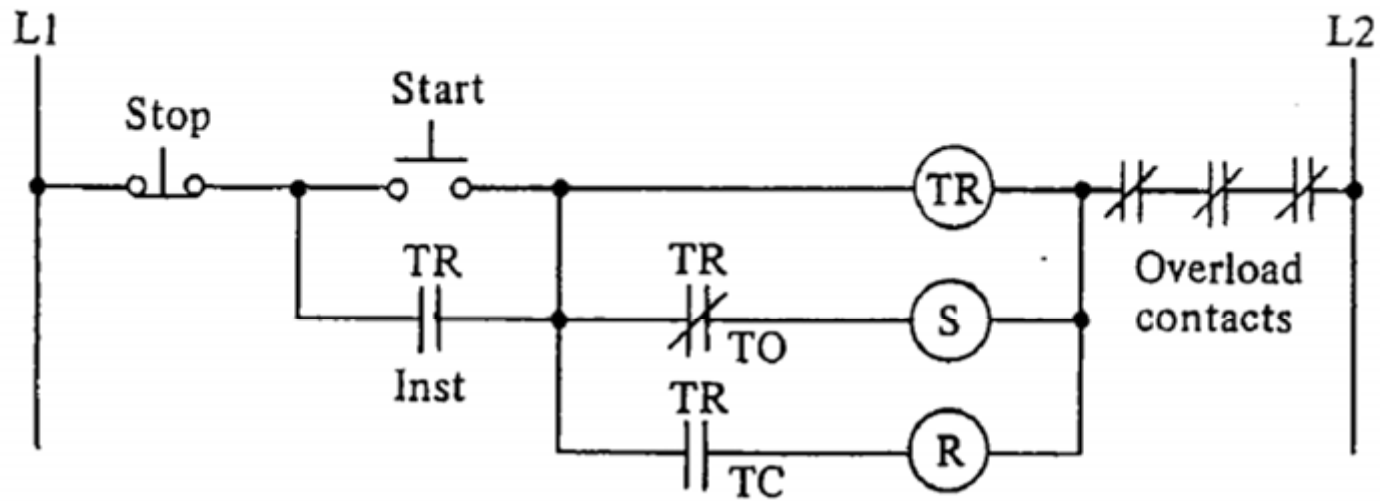 L1
L2
Stop
Start
TR
TR
Inst
TR
TO
S
Overload
contacts
TR
TC
R